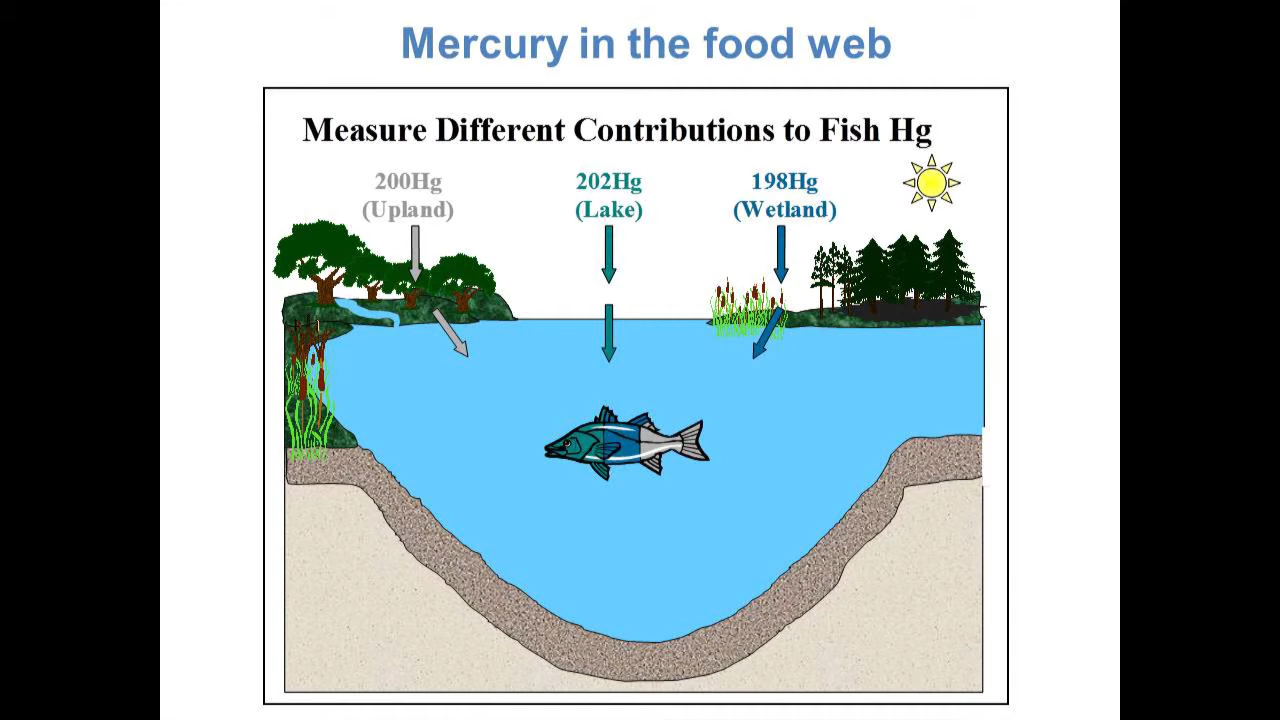 Mercury in the food web
Measure Different Contributions to Fish Hg
200Hg
(Upland)
202Hg
(Lake)
198Hg
(Wetland)